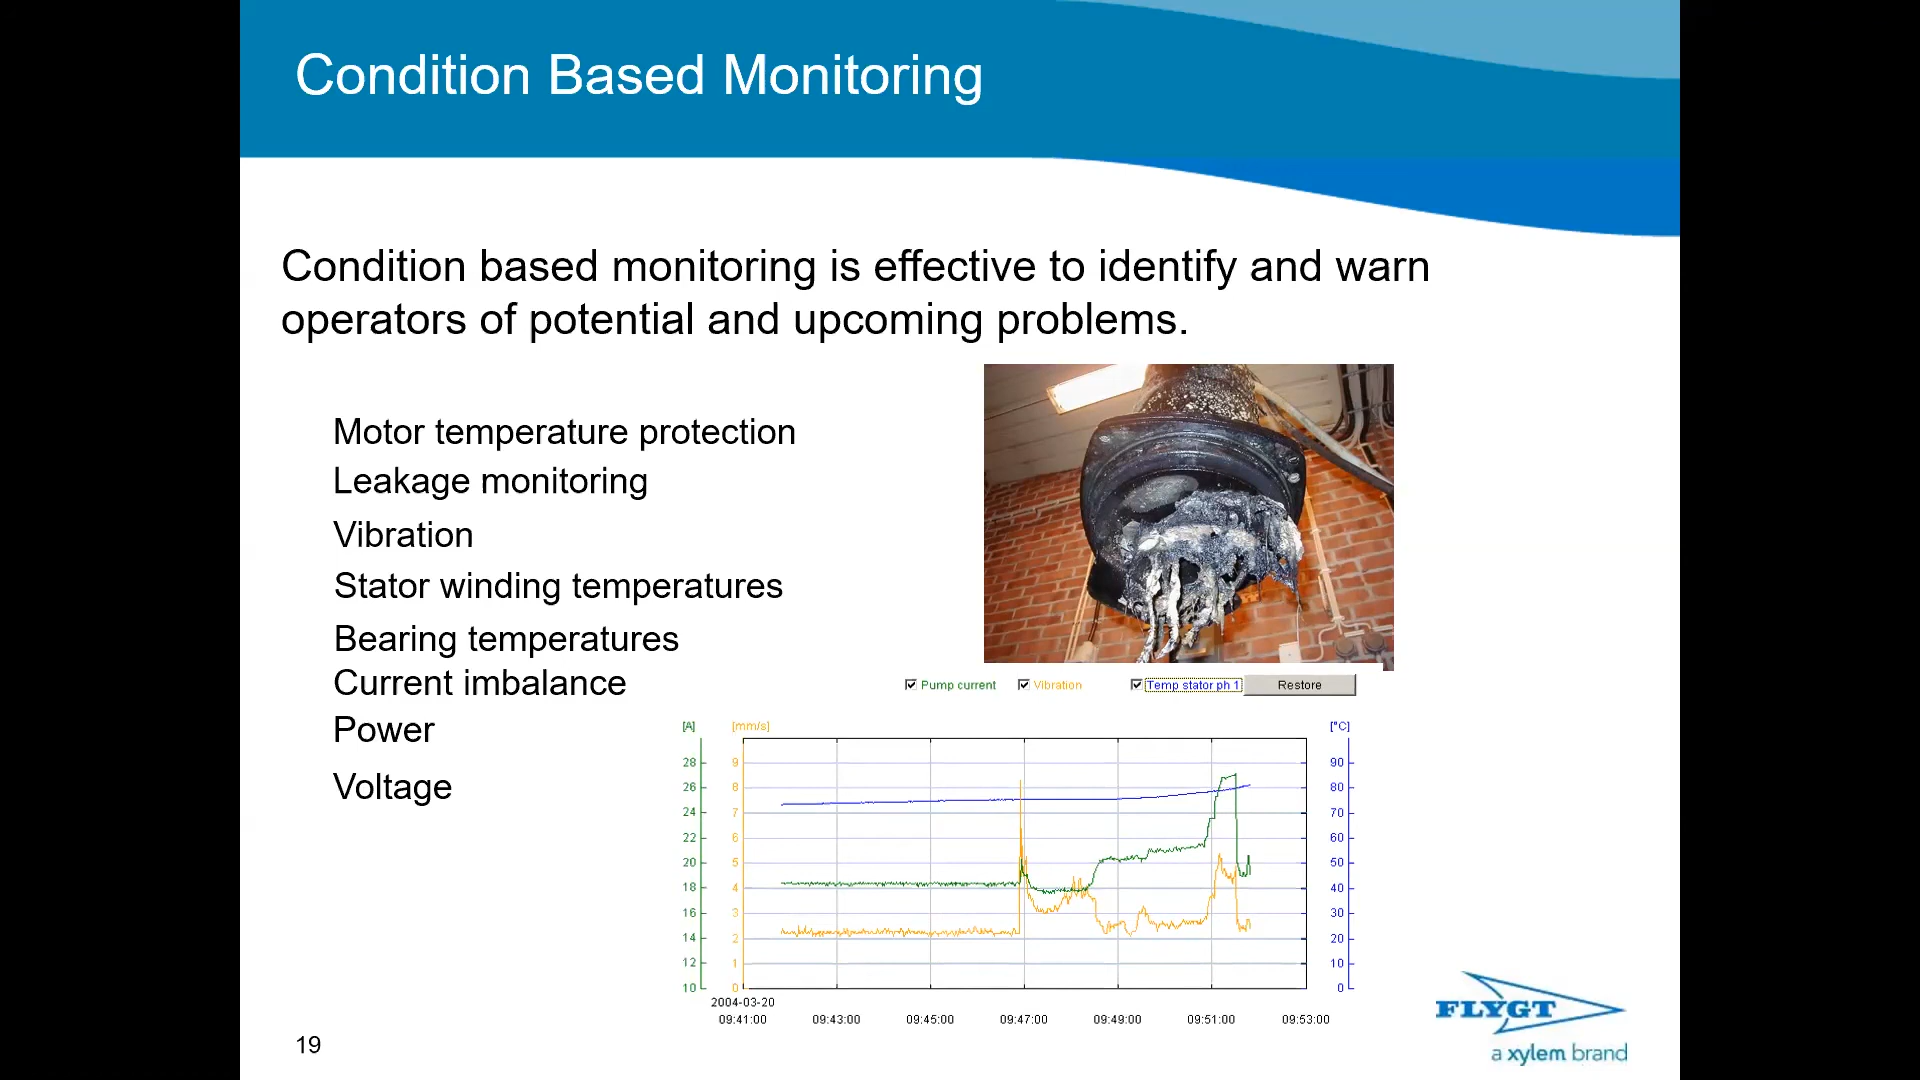 Condition Based Monitoring
Condition based monitoring is effective to identify and warn
operators of potential and upcoming problems.
Motor temperature protection
Leakage monitoring
Vibration
Stator winding temperatures
Bearing temperatures
Current imbalance
Power
Voltage
Pump current Vibration Temp stator ph 1 Restore
[A] [mm/s] [°C]
28 9 90
26 8 80
24 7 70
22 6 60
20 5 50
18 4 40
16 3 30
14 2 20
12 1 10
10 0 0
2004-03-20
09:41:00 09:43:00 09:45:00 09:47:00 09:49:00 09:51:00 09:53:00
FLYGT
a xylem brand
19